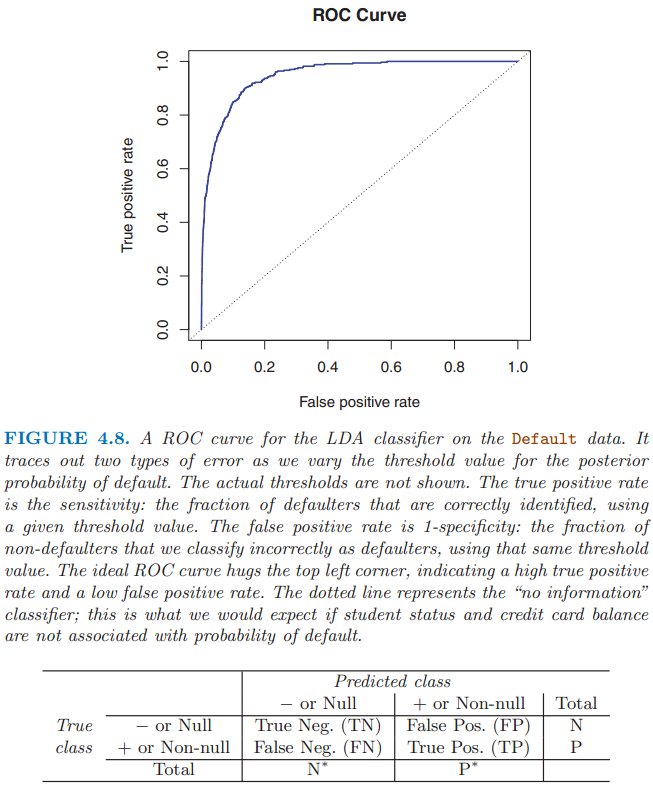 ROC Curve
1.0
0.8
0.6
0.4
0.2
0.0
True positive rate
0.0 0.2 0.4 0.6 0.8 1.0
False positive rate
FIGURE 4.8. A ROC curve for the LDA classifier on the Default data. It
traces out two types of error as we vary the threshold value for the posterior
probability of default. The actual thresholds are not shown. The true positive rate
is the sensitivity: the fraction of defaulters that are correctly identified, using
a given threshold value. The false positive rate is 1-specificity: the fraction of
non-defaulters that we classify incorrectly as defaulters, using that same threshold
value. The ideal ROC curve hugs the top left corner, indicating a high true positive
rate and a low false positive rate. The dotted line represents the “no information”
classifier; this is what we would expect if student status and credit card balance
are not associated with probability of default.
Predicted class
− or Null + or Non-null Total
True − or Null True Neg. (TN) False Pos. (FP) N
class + or Non-null False Neg. (FN) True Pos. (TP) P
Total N* P*